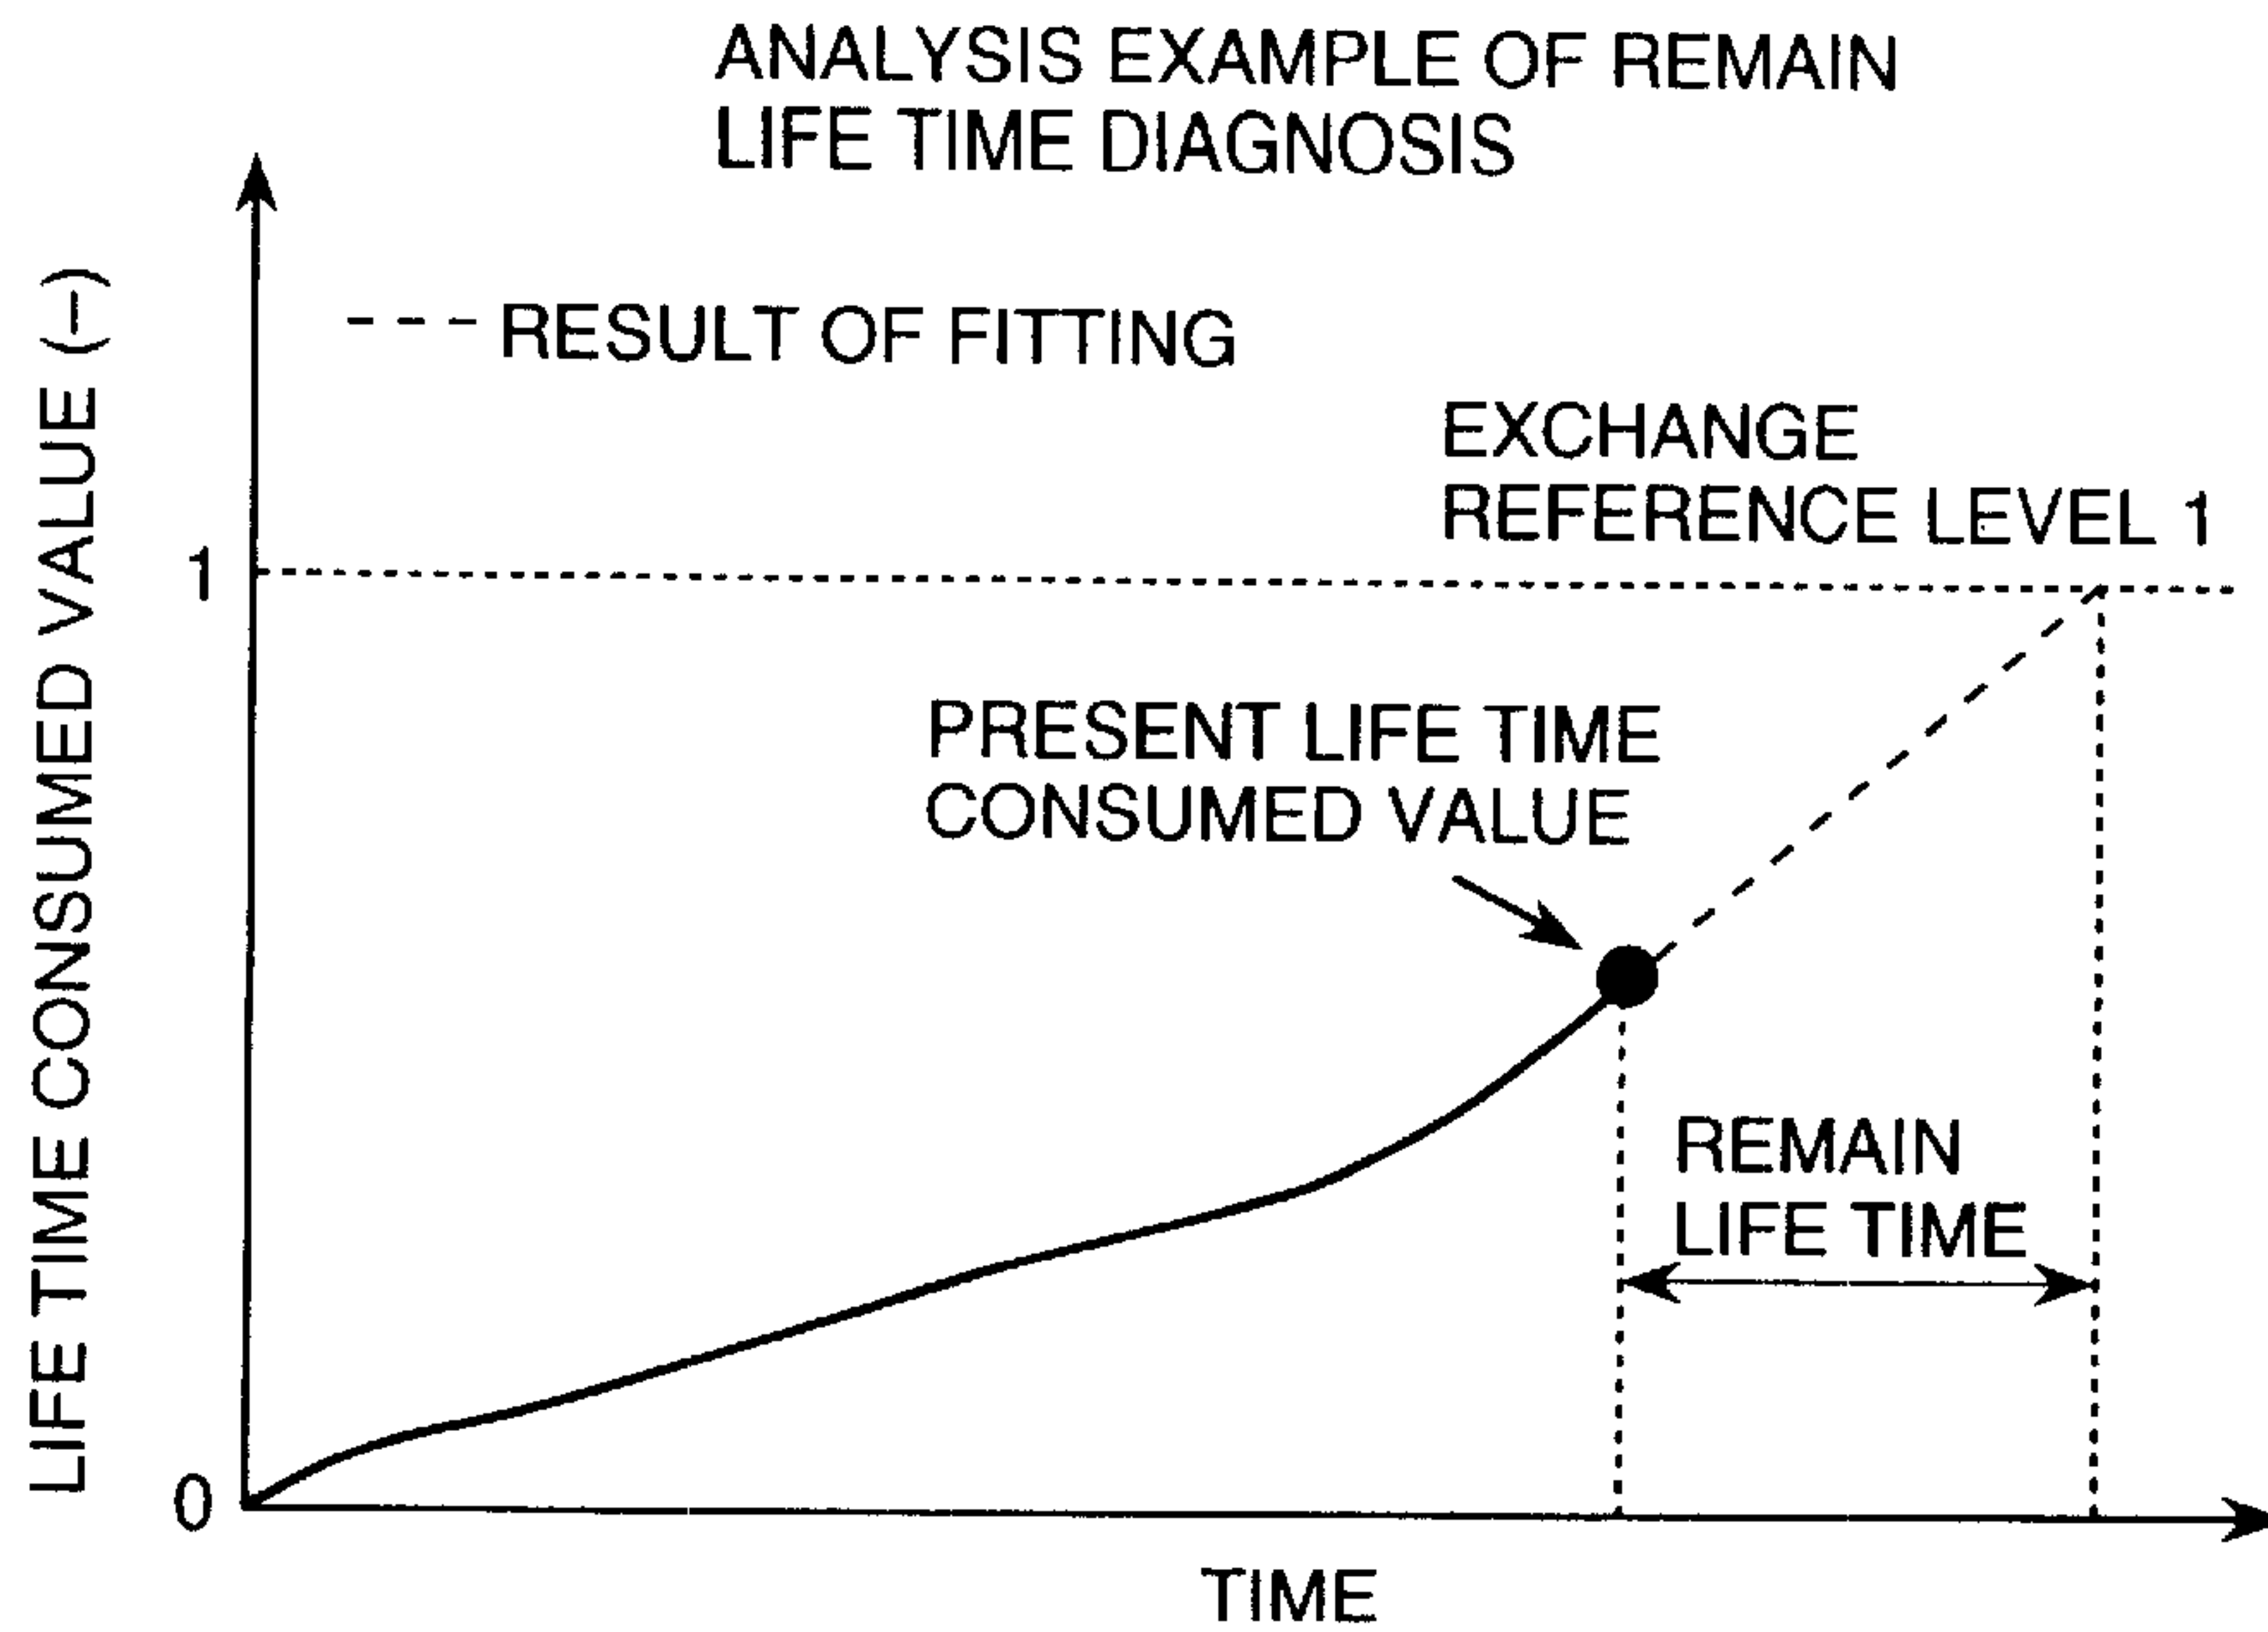 ANALYSIS EXAMPLE OF REMAIN
LIFE TIME DIAGNOSIS
LIFE TIME CONSUMED VALUE (−)
RESULT OF FITTING
EXCHANGE
REFERENCE LEVEL 1
1
PRESENT LIFE TIME
CONSUMED VALUE
REMAIN
LIFE TIME
0
TIME